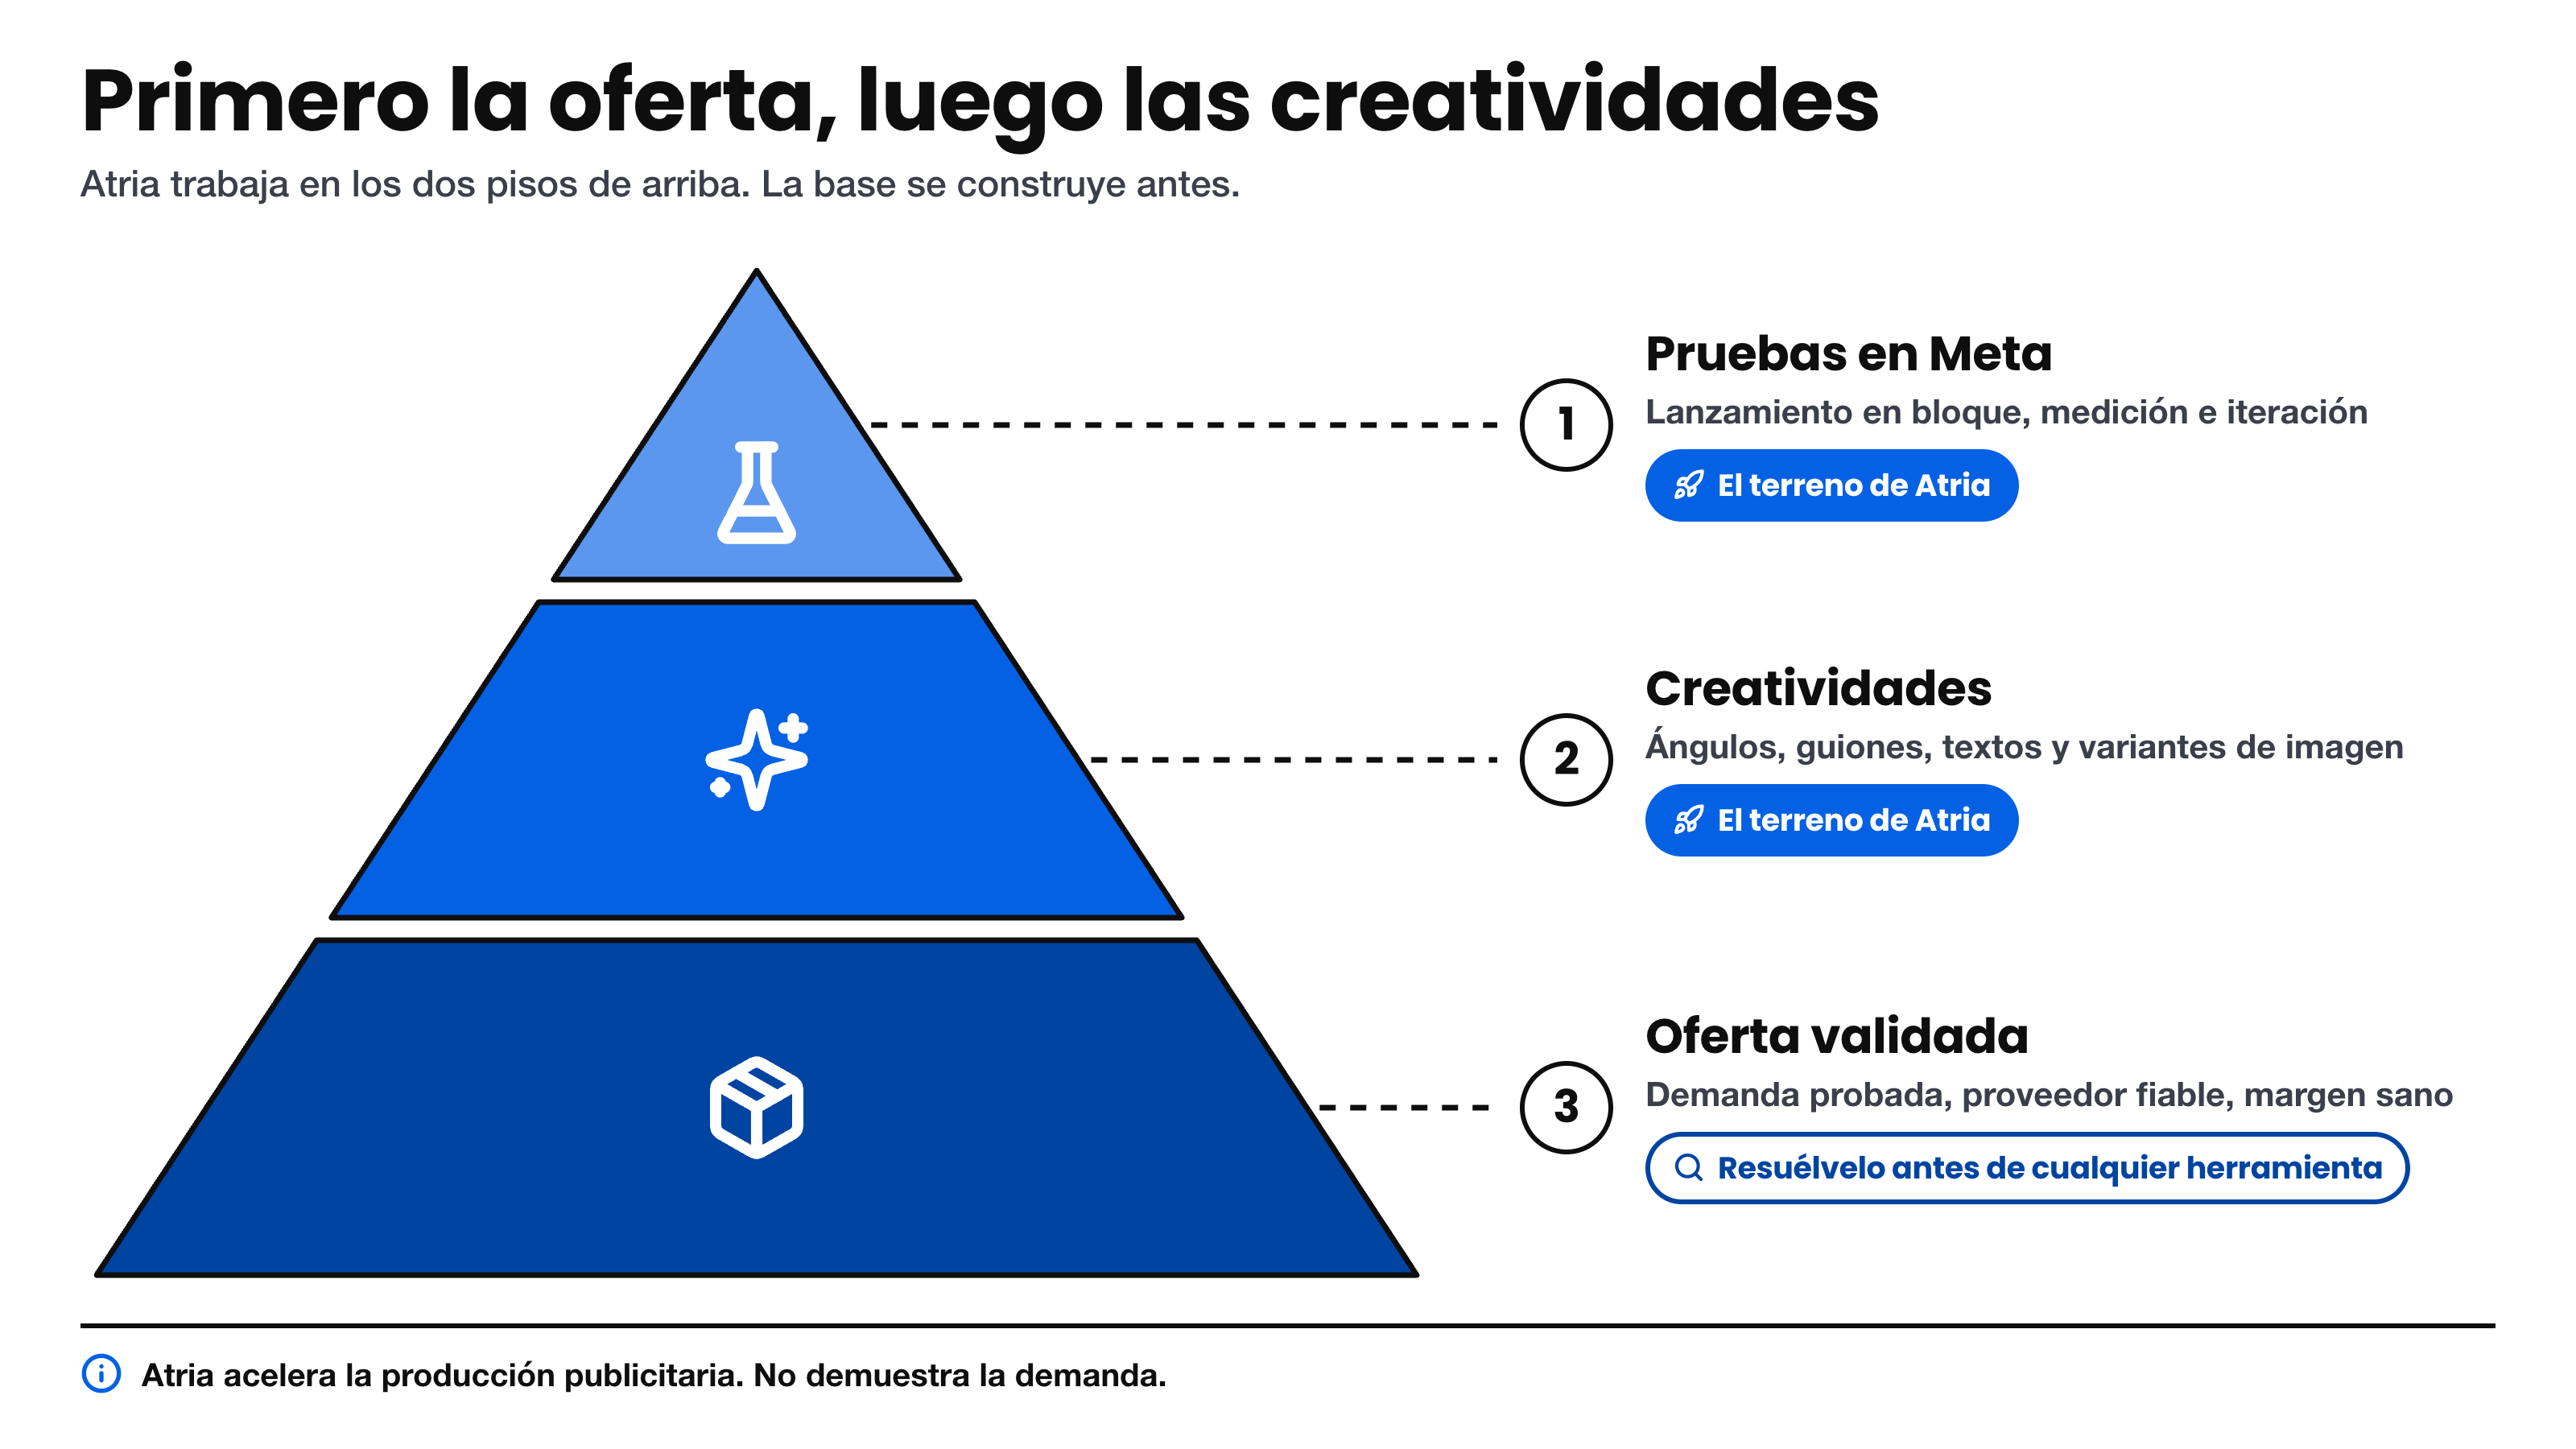 Primero la oferta, luego las creatividades
Atria trabaja en los dos pisos de arriba. La base se construye antes.
1
Pruebas en Meta
Lanzamiento en bloque, medición e iteración
El terreno de Atria
2
Creatividades
Ángulos, guiones, textos y variantes de imagen
El terreno de Atria
3
Oferta validada
Demanda probada, proveedor fiable, margen sano
Resuélvelo antes de cualquier herramienta
Atria acelera la producción publicitaria. No demuestra la demanda.